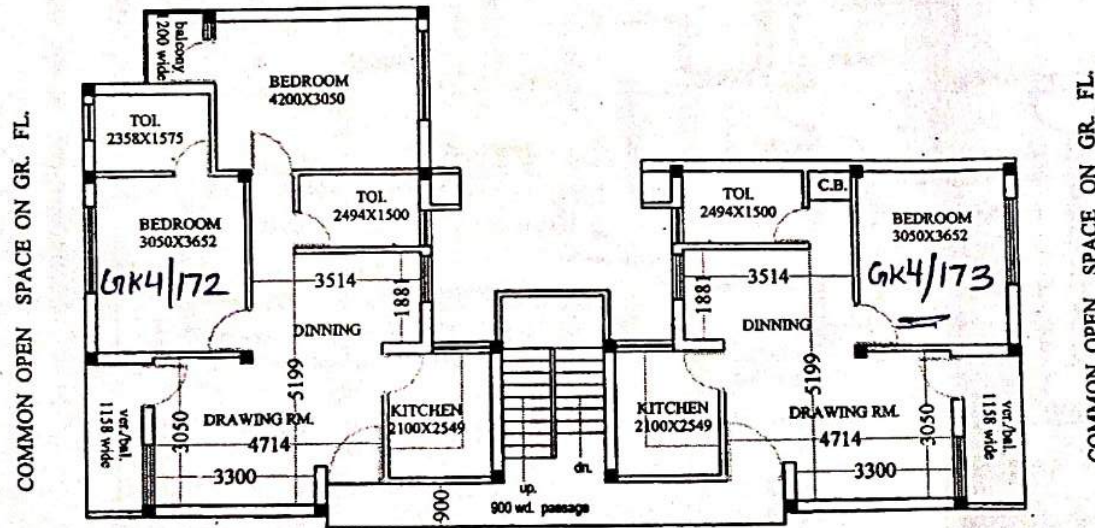 COMMON OPEN SPACE ON GR. FL.
balcony
1200 wide
BEDROOM
4200X3050
TOI.
2358X1575
BEDROOM
3050X3652
GK4/172
TOI.
2494X1500
3514
1881
DINNING
5199
DRAWING RM.
4714
3050
3300
ver./bal.
1158 wide
KITCHEN
2100X2549
up.
dn.
900 wd. passage
900
TOI.
2494X1500
C.B.
BEDROOM
3050X3652
GK4/173
3514
1881
DINNING
5199
KITCHEN
2100X2549
DRAWING RM.
4714
3050
3300
ver./bal.
1158 wide
COMMON OPEN SPACE ON GR. FL.